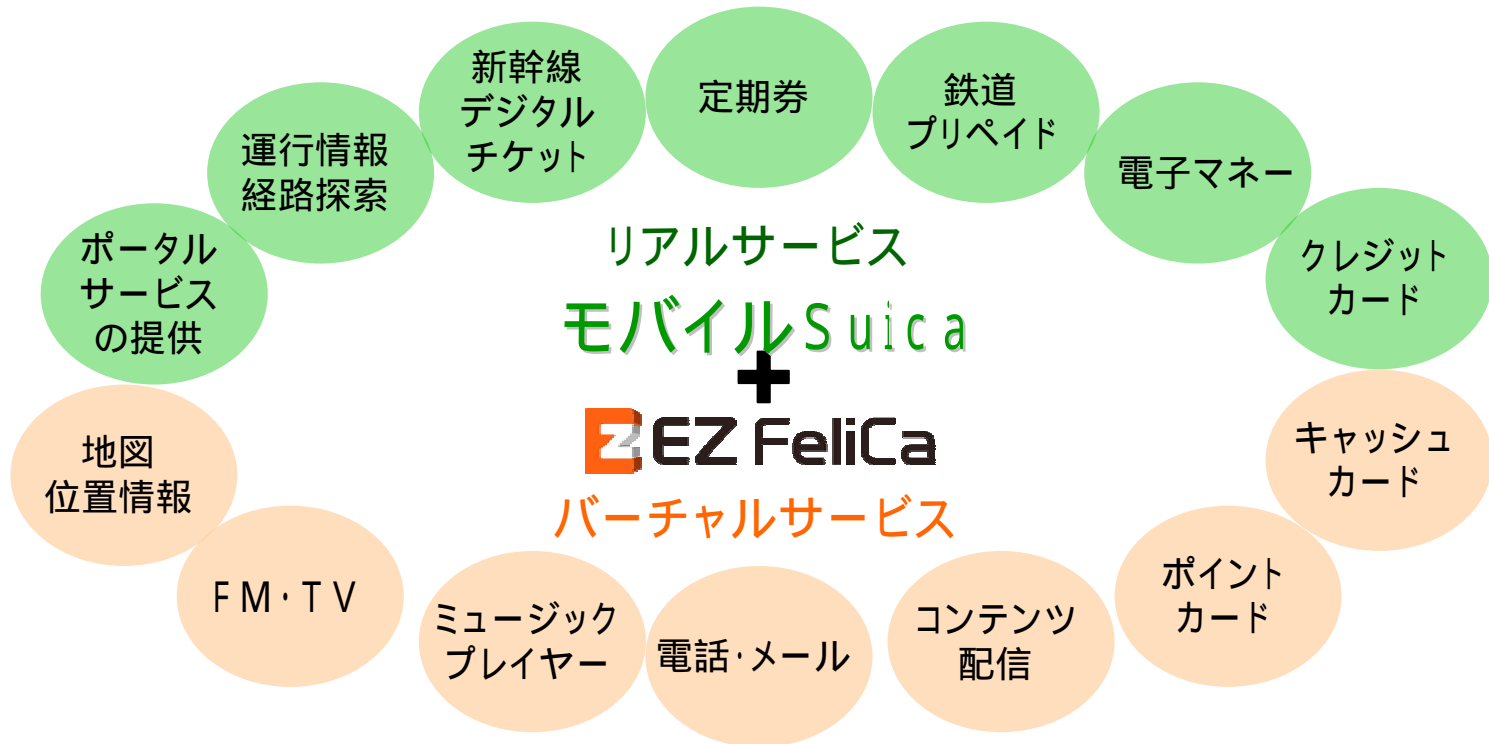 新幹線
デジタル
チケット
定期券
鉄道
プリペイド
運行情報
経路探索
電子マネー
ポータル
サービス
の提供
クレジット
カード
リアルサービス
モバイルSuica
+
EZ FeliCa
バーチャルサービス
地図
位置情報
キャッシュ
カード
FM・TV
ミュージック
プレイヤー
電話・メール
コンテンツ
配信
ポイント
カード